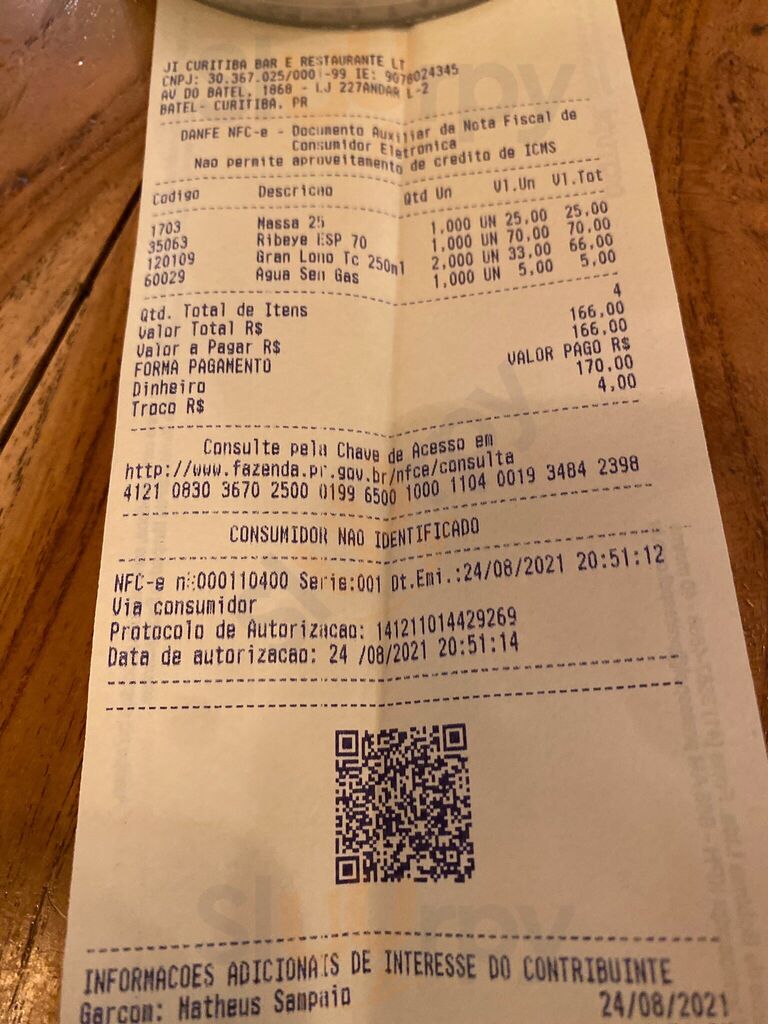 JI CURITIBA BAR E RESTAURANTE LT
CNPJ: 30.367.025/0001-99 IE: 9078024345
AV DO BATEL, 1868 - LJ 227ANDAR L-2
BATEL- CURITIBA, PR
DANFE NFC-e - Documento Auxiliar da Nota Fiscal de
Consumidor Eletronica
Nao permite aproveitamento de credito de ICMS
Codigo Descricao Qtd Un Vl.Un Vl.Tot
1703 Massa 25 1,000 UN 25,00 25,00
35063 Ribeye ESP 70 1,000 UN 70,00 70,00
120109 Gran Lomo Tc 250ml 2,000 UN 33,00 66,00
60029 Agua Sem Gas 1,000 UN 5,00 5,00
Qtd. Total de Itens 4
Valor Total R$ 166,00
Valor a Pagar R$ 166,00
FORMA PAGAMENTO VALOR PAGO R$
Dinheiro 170,00
Troco R$ 4,00
Consulte pela Chave de Acesso em
http://www.fazenda.pr.gov.br/nfce/consulta
4121 0830 3670 2500 0199 6500 1000 1104 0019 3484 2398
CONSUMIDOR NAO IDENTIFICADO
NFC-e n:000110400 Serie:001 Dt.Emi.:24/08/2021 20:51:12
Via consumidor
Protocolo de Autorizacao: 141211014429269
Data de autorizacao: 24 /08/2021 20:51:14
INFORMACOES ADICIONAIS DE INTERESSE DO CONTRIBUINTE
Garcom: Matheus Sampaio 24/08/2021